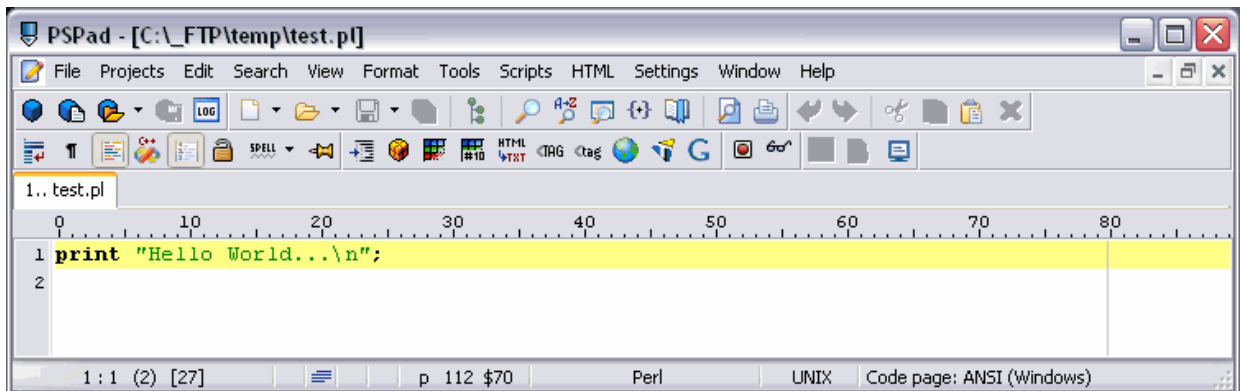 PSPad - [C:\_FTP\temp\test.pl]
File Projects Edit Search View Format Tools Scripts HTML Settings Window Help
LOG A+Z
C++ SPELL #10 HTML TXT <TAG <tag G
1.. test.pl
0 10 20 30 40 50 60 70 80
1 print "Hello World...\n";
2
1:1 (2) [27] p 112 $70 Perl UNIX Code page: ANSI (Windows)